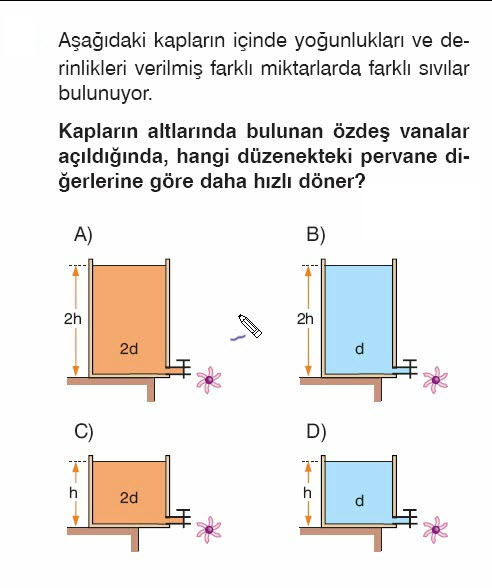 Aşağıdaki kapların içinde yoğunlukları ve de-
rinlikleri verilmiş farklı miktarlarda farklı sıvılar
bulunuyor.
Kapların altlarında bulunan özdeş vanalar
açıldığında, hangi düzenekteki pervane di-
ğerlerine göre daha hızlı döner?
A)
B)
2h
2d
2h
d
C)
D)
h
2d
h
d